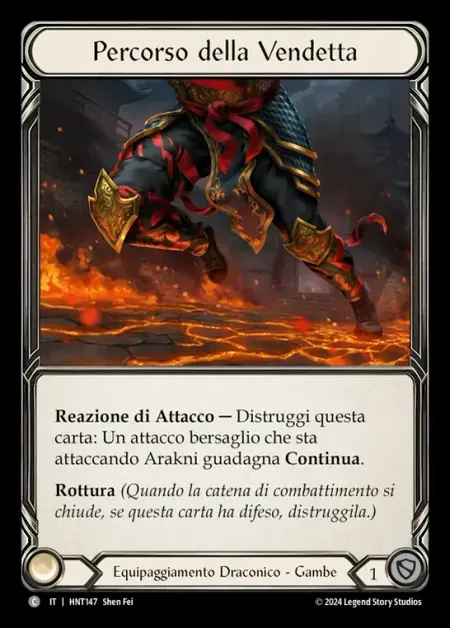 Percorso della Vendetta
Reazione di Attacco — Distruggi questa
carta: Un attacco bersaglio che sta
attaccando Arakni guadagna Continua.
Rottura (Quando la catena di combattimento si
chiude, se questa carta ha difeso, distruggila.)
Equipaggiamento Draconico - Gambe
1
C IT | HNT147 Shen Fei
© 2024 Legend Story Studios